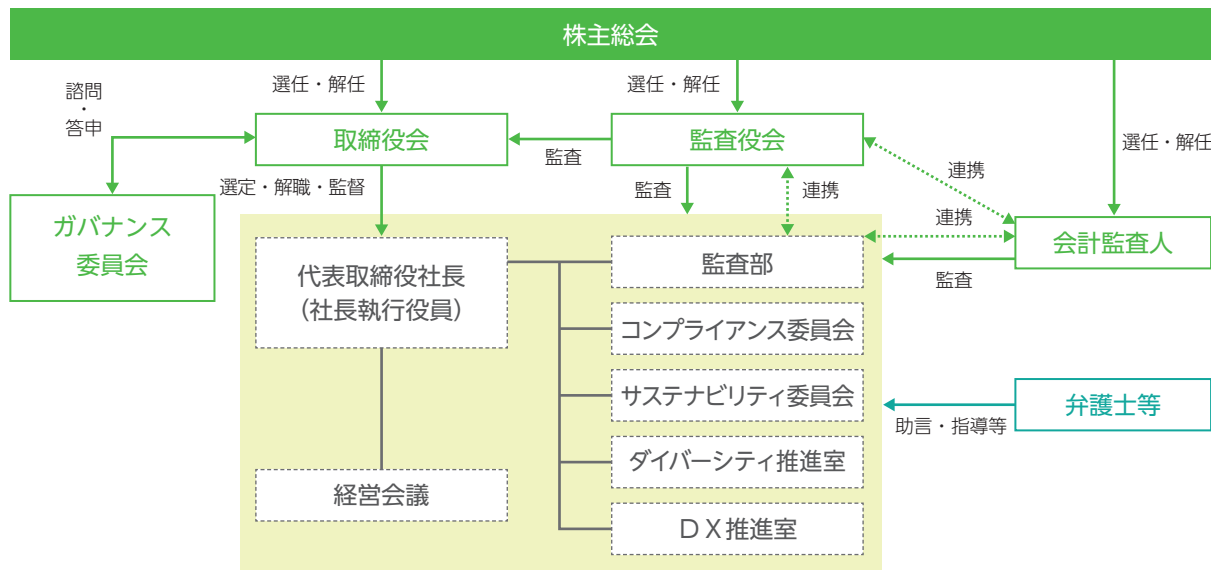 株主総会
諮問
・
答申
選任・解任
選任・解任
選任・解任
取締役会
監査
監査役会
選定・解職・監督
監査
連携
連携
連携
ガバナンス
委員会
会計監査人
監査
代表取締役社長
（社長執行役員）
監査部
コンプライアンス委員会
サステナビリティ委員会
弁護士等
助言・指導等
ダイバーシティ推進室
経営会議
ＤＸ推進室